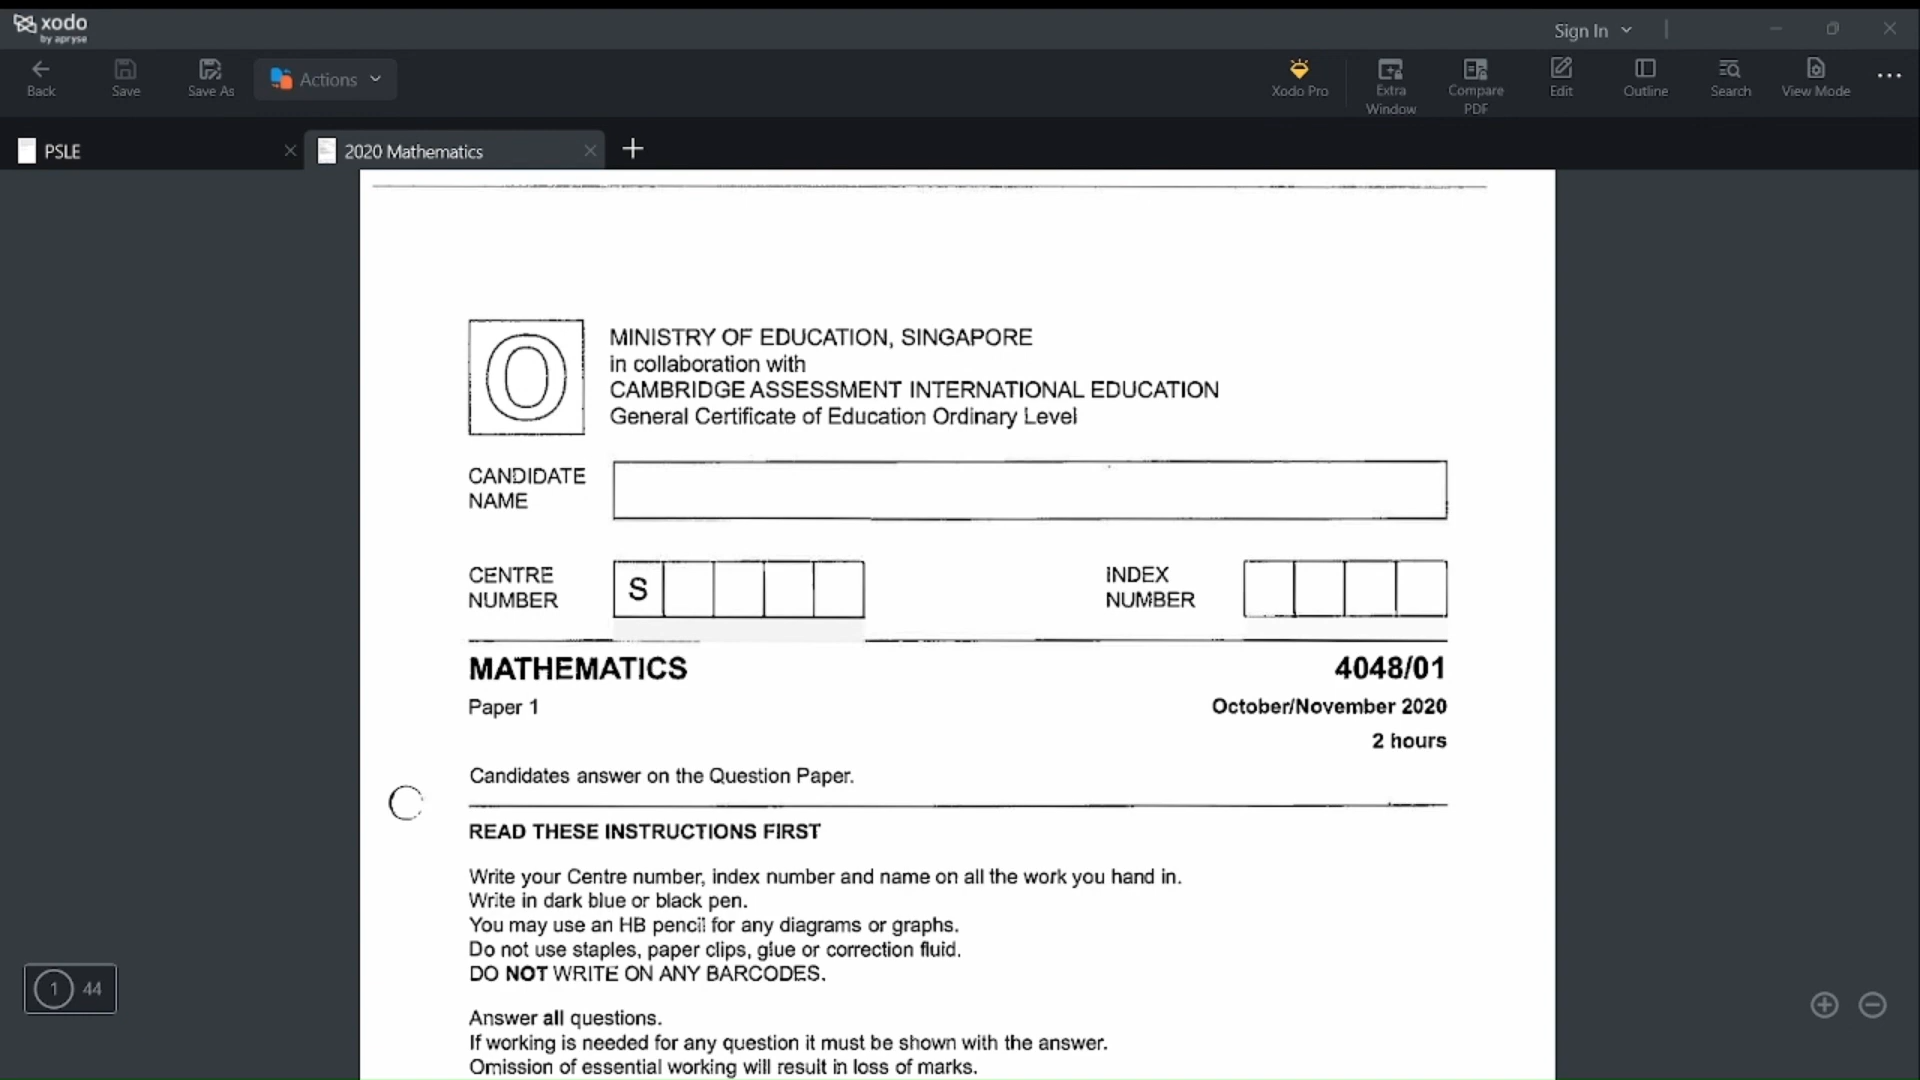 xodo
by apryse
Sign In
Back
Save
Save As
Actions
Xodo Pro
Extra Window
Compare PDF
Edit
Outline
Search
View Mode
PSLE
2020 Mathematics
O
MINISTRY OF EDUCATION, SINGAPORE
in collaboration with
CAMBRIDGE ASSESSMENT INTERNATIONAL EDUCATION
General Certificate of Education Ordinary Level
CANDIDATE NAME
CENTRE NUMBER
S
INDEX NUMBER
MATHEMATICS
4048/01
Paper 1
October/November 2020
2 hours
Candidates answer on the Question Paper.
READ THESE INSTRUCTIONS FIRST
Write your Centre number, index number and name on all the work you hand in.
Write in dark blue or black pen.
You may use an HB pencil for any diagrams or graphs.
Do not use staples, paper clips, glue or correction fluid.
DO NOT WRITE ON ANY BARCODES.
Answer all questions.
If working is needed for any question it must be shown with the answer.
Omission of essential working will result in loss of marks.
1 44